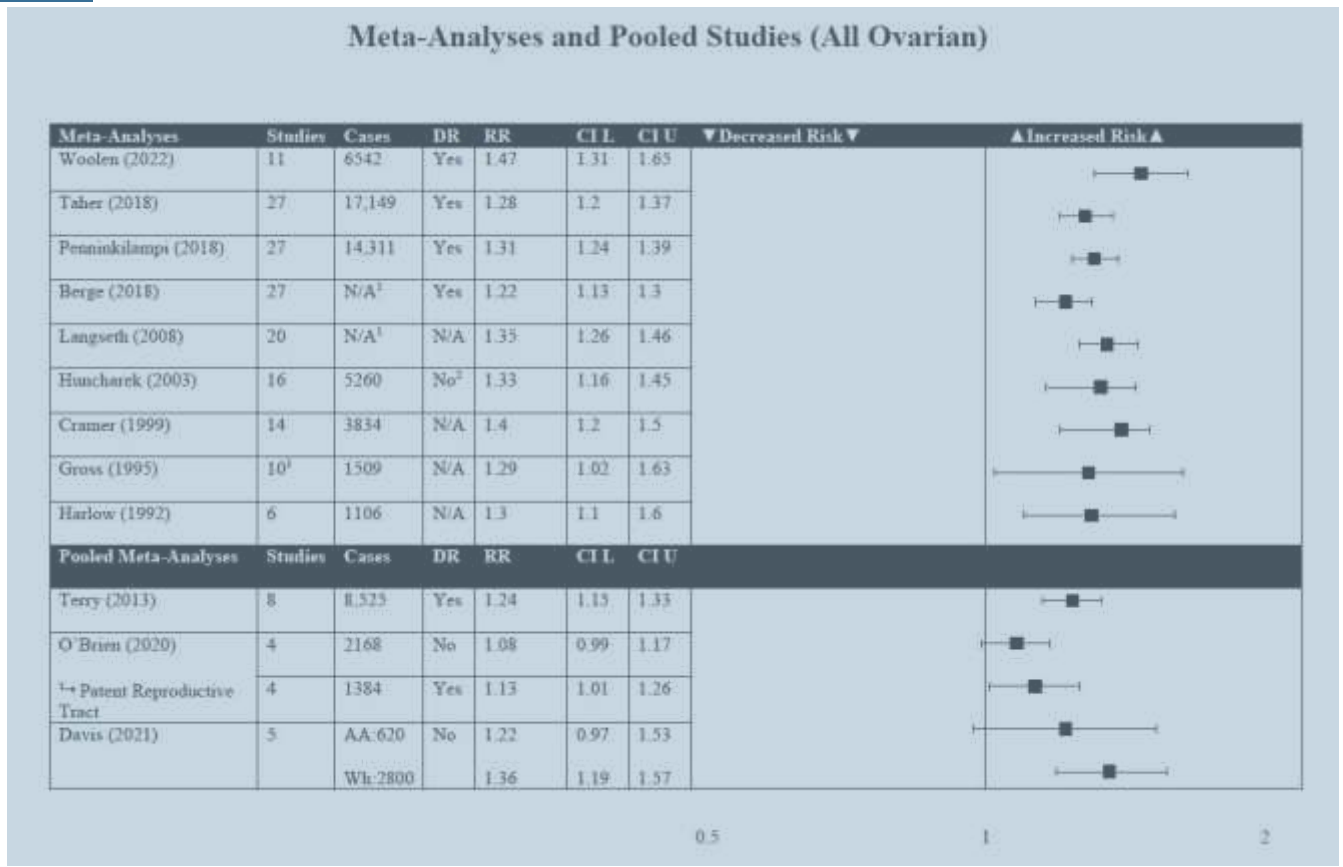 Meta-Analyses and Pooled Studies (All Ovarian)
Meta-Analyses Studies Cases DR RR CI L CI U ▼Decreased Risk▼ ▲Increased Risk▲
Woolen (2022) 11 6542 Yes 1.47 1.31 1.65
Taher (2018) 27 17,149 Yes 1.28 1.2 1.37
Penninkilampi (2018) 27 14,311 Yes 1.31 1.24 1.39
Berge (2018) 27 N/A¹ Yes 1.22 1.13 1.3
Langseth (2008) 20 N/A¹ N/A 1.35 1.26 1.46
Huncharek (2003) 16 5260 No² 1.33 1.16 1.45
Cramer (1999) 14 3834 N/A 1.4 1.2 1.5
Gross (1995) 10³ 1509 N/A 1.29 1.02 1.63
Harlow (1992) 6 1106 N/A 1.3 1.1 1.6
Pooled Meta-Analyses Studies Cases DR RR CI L CI U
Terry (2013) 8 8,525 Yes 1.24 1.15 1.33
O'Brien (2020) 4 2168 No 1.08 0.99 1.17
↪ Patent Reproductive 4 1384 Yes 1.13 1.01 1.26
Tract
Davis (2021) 5 AA:620 No 1.22 0.97 1.53
Wh:2800 1.36 1.19 1.57
0.5 1 2